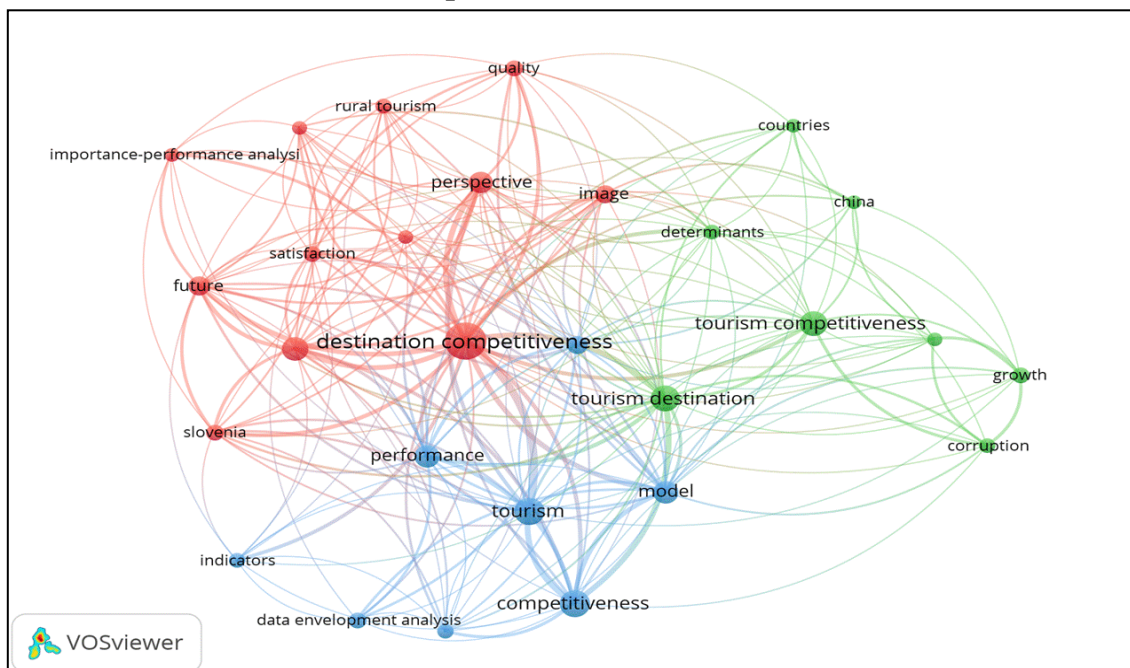 quality
rural tourism
countries
importance-performance analysi
perspective
image
china
determinants
satisfaction
future
tourism competitiveness
destination competitiveness
growth
tourism destination
slovenia
corruption
performance
model
tourism
indicators
competitiveness
data envelopment analysis
VOSviewer